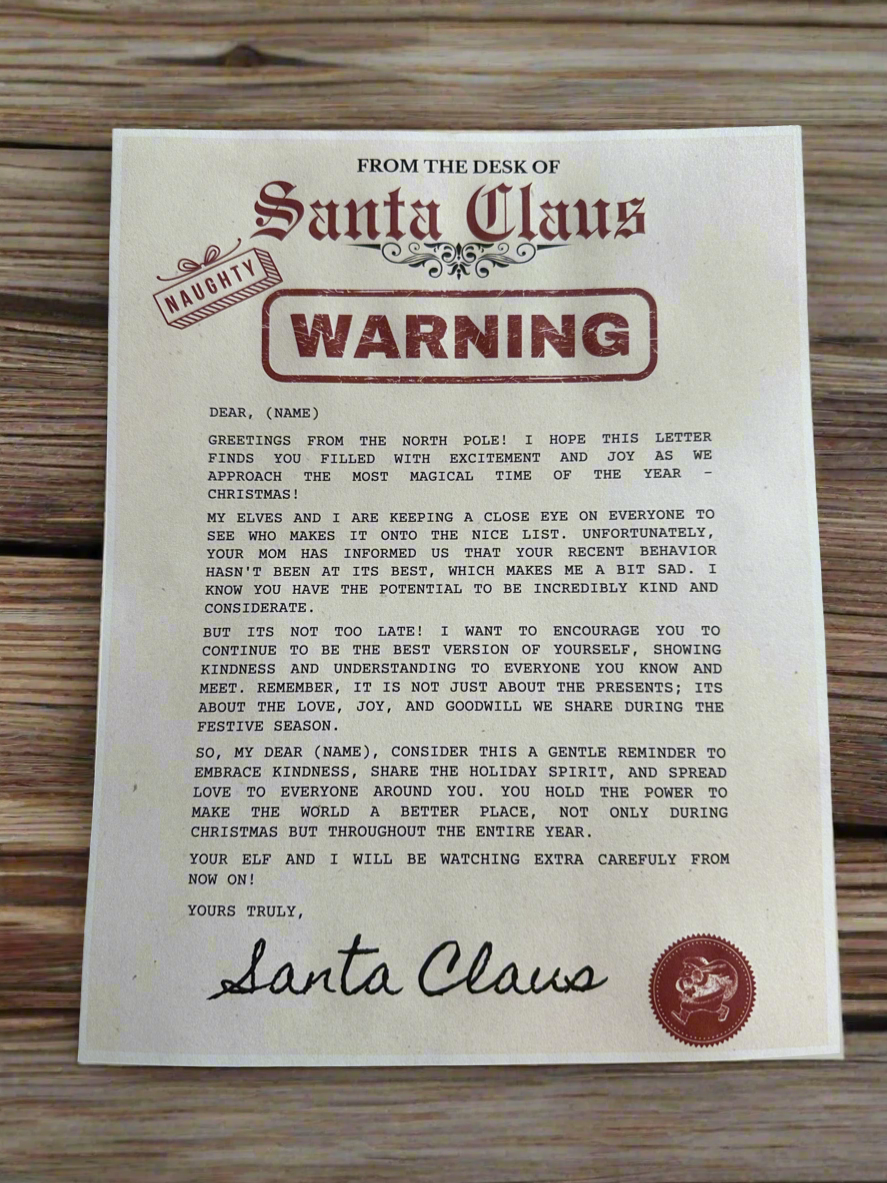 FROM THE DESK OF
Santa Claus
NAUGHTY
WARNING
DEAR, (NAME)
GREETINGS FROM THE NORTH POLE! I HOPE THIS LETTER
FINDS YOU FILLED WITH EXCITEMENT AND JOY AS WE
APPROACH THE MOST MAGICAL TIME OF THE YEAR –
CHRISTMAS!
MY ELVES AND I ARE KEEPING A CLOSE EYE ON EVERYONE TO
SEE WHO MAKES IT ONTO THE NICE LIST. UNFORTUNATELY,
YOUR MOM HAS INFORMED US THAT YOUR RECENT BEHAVIOR
HASN'T BEEN AT ITS BEST, WHICH MAKES ME A BIT SAD. I
KNOW YOU HAVE THE POTENTIAL TO BE INCREDIBLY KIND AND
CONSIDERATE.
BUT ITS NOT TOO LATE! I WANT TO ENCOURAGE YOU TO
CONTINUE TO BE THE BEST VERSION OF YOURSELF, SHOWING
KINDNESS AND UNDERSTANDING TO EVERYONE YOU KNOW AND
MEET. REMEMBER, IT IS NOT JUST ABOUT THE PRESENTS; ITS
ABOUT THE LOVE, JOY, AND GOODWILL WE SHARE DURING THE
FESTIVE SEASON.
SO, MY DEAR (NAME), CONSIDER THIS A GENTLE REMINDER TO
EMBRACE KINDNESS, SHARE THE HOLIDAY SPIRIT, AND SPREAD
LOVE TO EVERYONE AROUND YOU. YOU HOLD THE POWER TO
MAKE THE WORLD A BETTER PLACE, NOT ONLY DURING
CHRISTMAS BUT THROUGHOUT THE ENTIRE YEAR.
YOUR ELF AND I WILL BE WATCHING EXTRA CAREFULY FROM
NOW ON!
YOURS TRULY,
Santa Claus